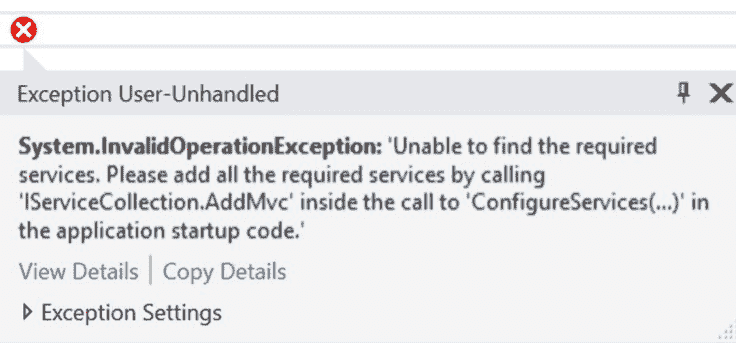 Exception User-Unhandled
System.InvalidOperationException: 'Unable to find the required
services. Please add all the required services by calling
'IServiceCollection.AddMvc' inside the call to 'ConfigureServices(...)' in
the application startup code.'
View Details | Copy Details
Exception Settings